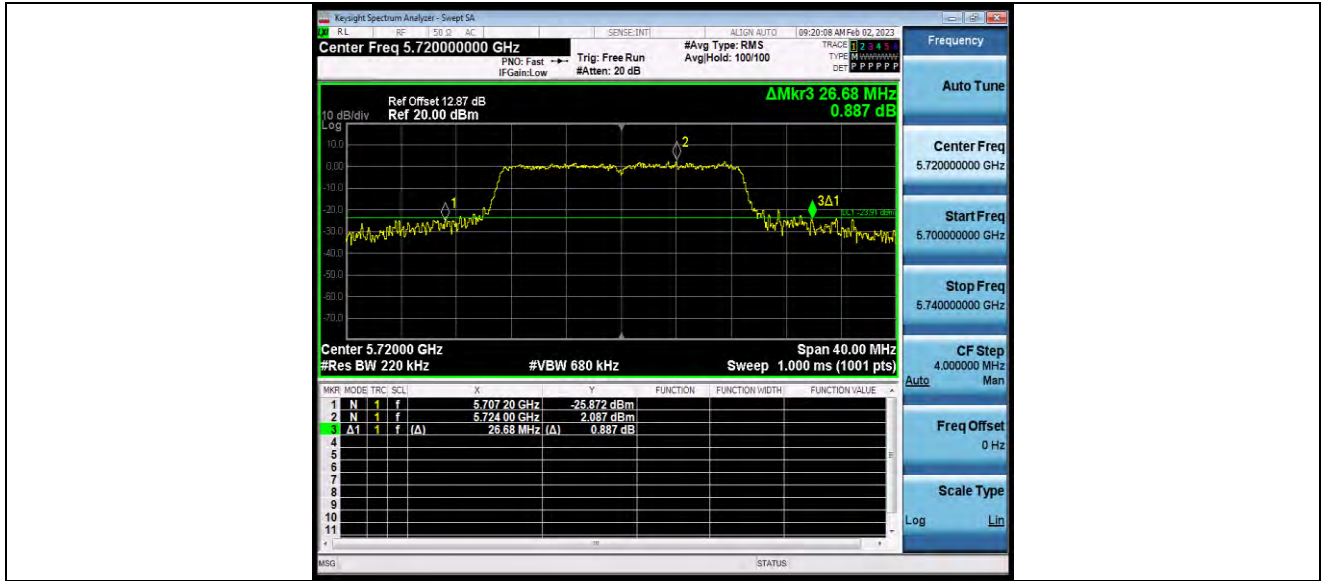 Keysight Spectrum Analyzer - Swept SA
RL RF 50 Ω AC SENSE:INT ALIGN AUTO 09:20:08 AM Feb 02, 2023
Center Freq 5.720000000 GHz
PNO: Fast
IFGain:Low
Trig: Free Run
#Atten: 20 dB
#Avg Type: RMS
Avg|Hold: 100/100
TRACE 1 2 3 4 5 6
TYPE M WWWWW
DET P P P P P P
ΔMkr3 26.68 MHz
0.887 dB
Ref Offset 12.87 dB
10 dB/div Ref 20.00 dBm
Log
10.0
0.00
-10.0
-20.0
-30.0
-40.0
-50.0
-60.0
-70.0
1
2
3Δ1
DL1 -23.91 dBm
Center 5.72000 GHz Span 40.00 MHz
#Res BW 220 kHz #VBW 680 kHz Sweep 1.000 ms (1001 pts)
MKR MODE TRC SCL X Y FUNCTION FUNCTION WIDTH FUNCTION VALUE
1 N 1 f 5.707 20 GHz -25.872 dBm
2 N 1 f 5.724 00 GHz 2.087 dBm
3 Δ1 1 f (Δ) 26.68 MHz (Δ) 0.887 dB
4
5
6
7
8
9
10
11
MSG STATUS
Frequency
Auto Tune
Center Freq
5.720000000 GHz
Start Freq
5.700000000 GHz
Stop Freq
5.740000000 GHz
CF Step
4.000000 MHz
Auto Man
Freq Offset
0 Hz
Scale Type
Log Lin